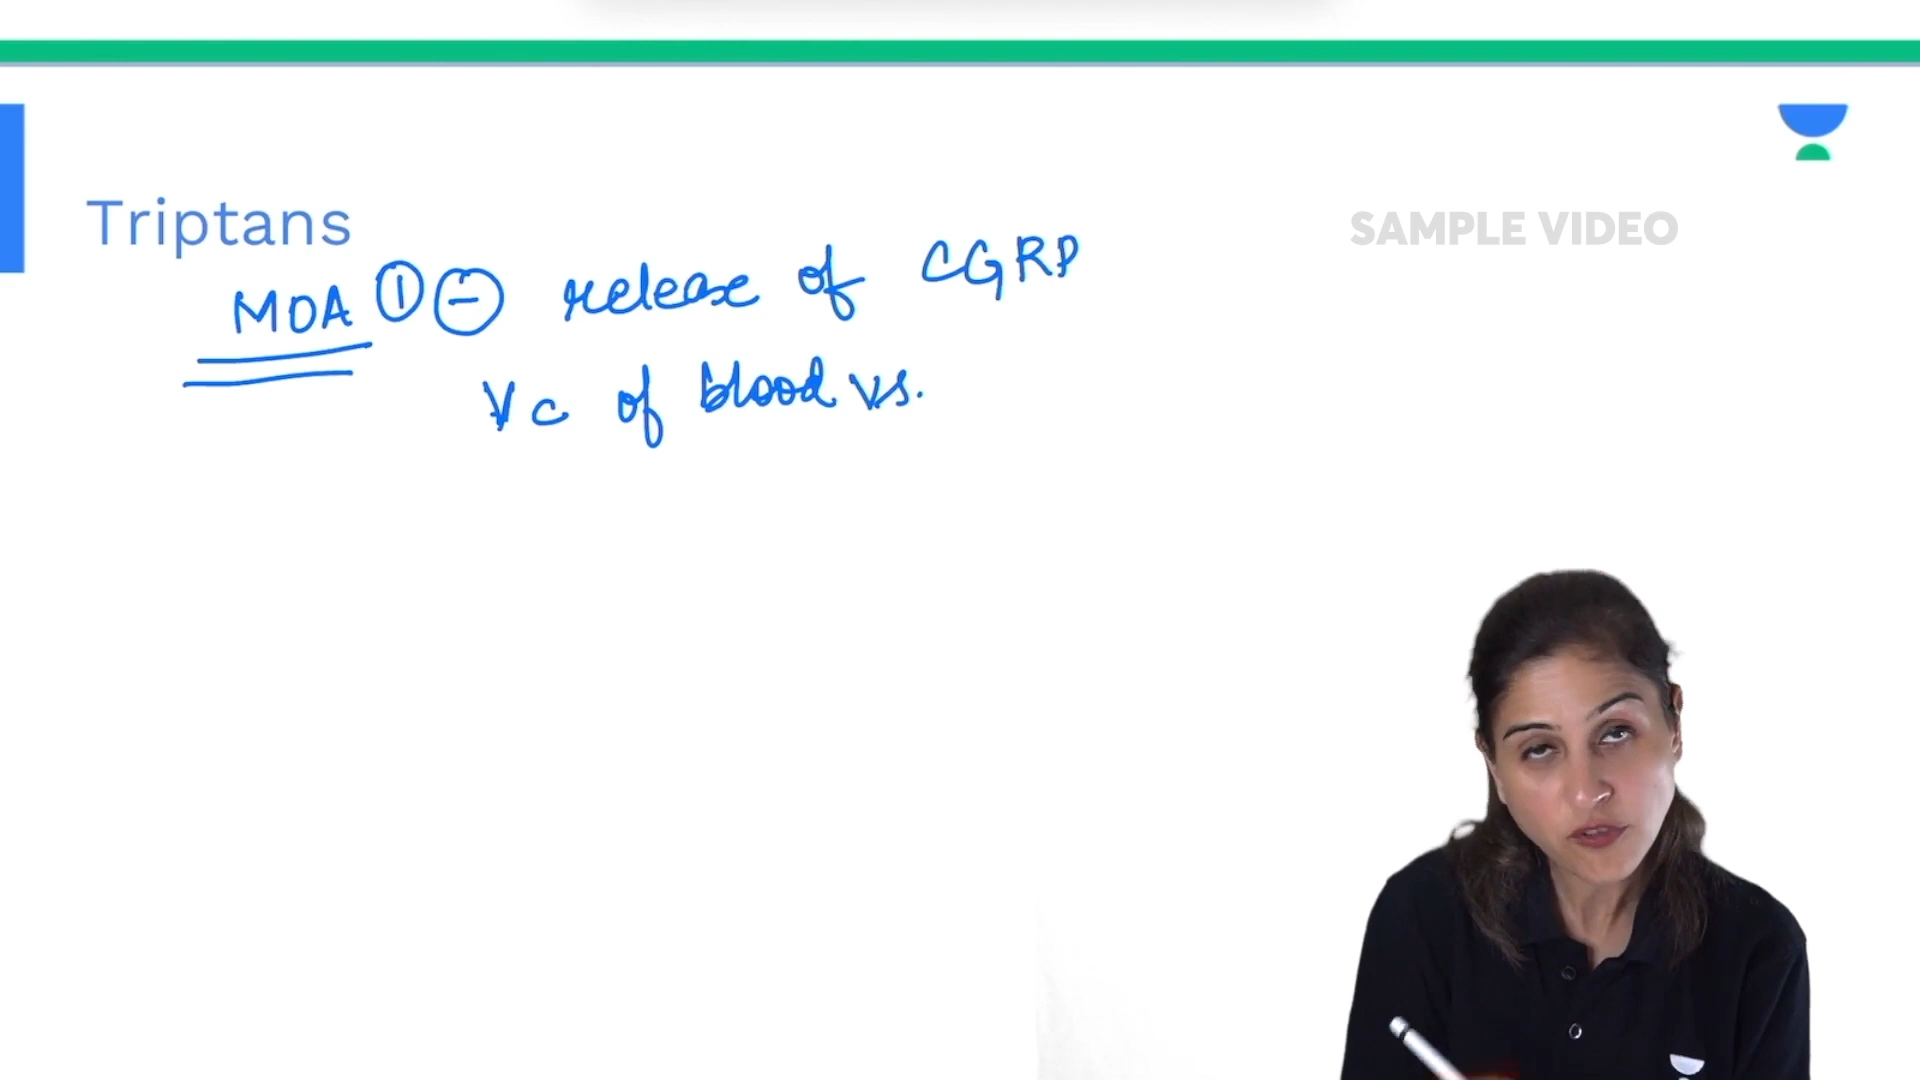 Triptans
SAMPLE VIDEO
MOA ① ⊖ release of CGRP
Vc of blood vs.